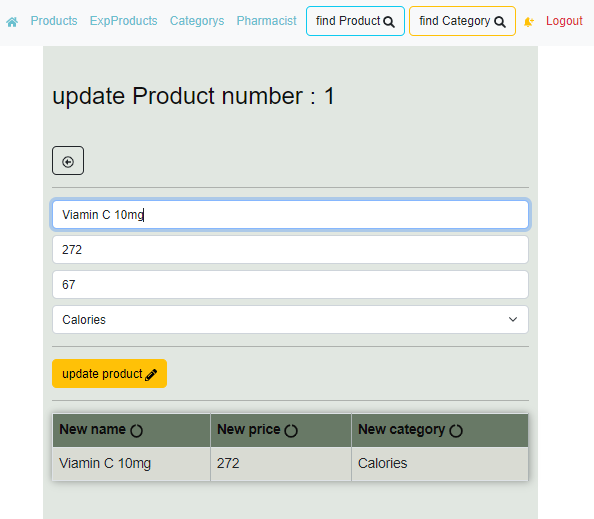 Products ExpProducts Categorys Pharmacist find Product find Category Logout
update Product number : 1
Viamin C 10mg
272
67
Calories
update product
New name New price New category
Viamin C 10mg 272 Calories